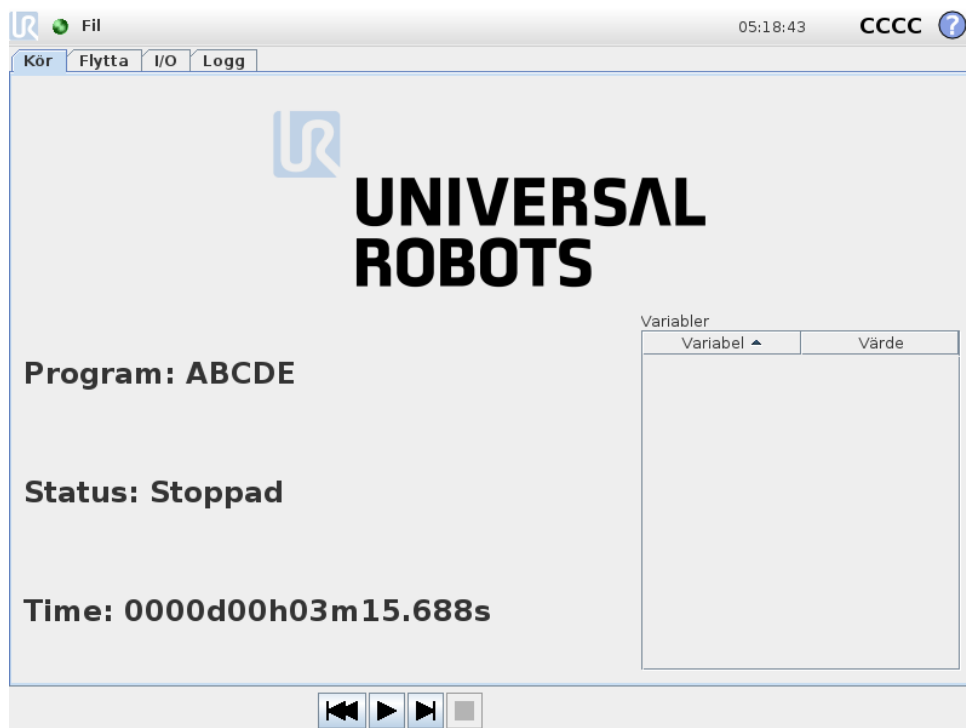 Fil
05:18:43
CCCC
?
Kör
Flytta
I/O
Logg
UR
UNIVERSAL
ROBOTS
Variabler
Variabel
Värde
Program: ABCDE
Status: Stoppad
Time: 0000d00h03m15.688s